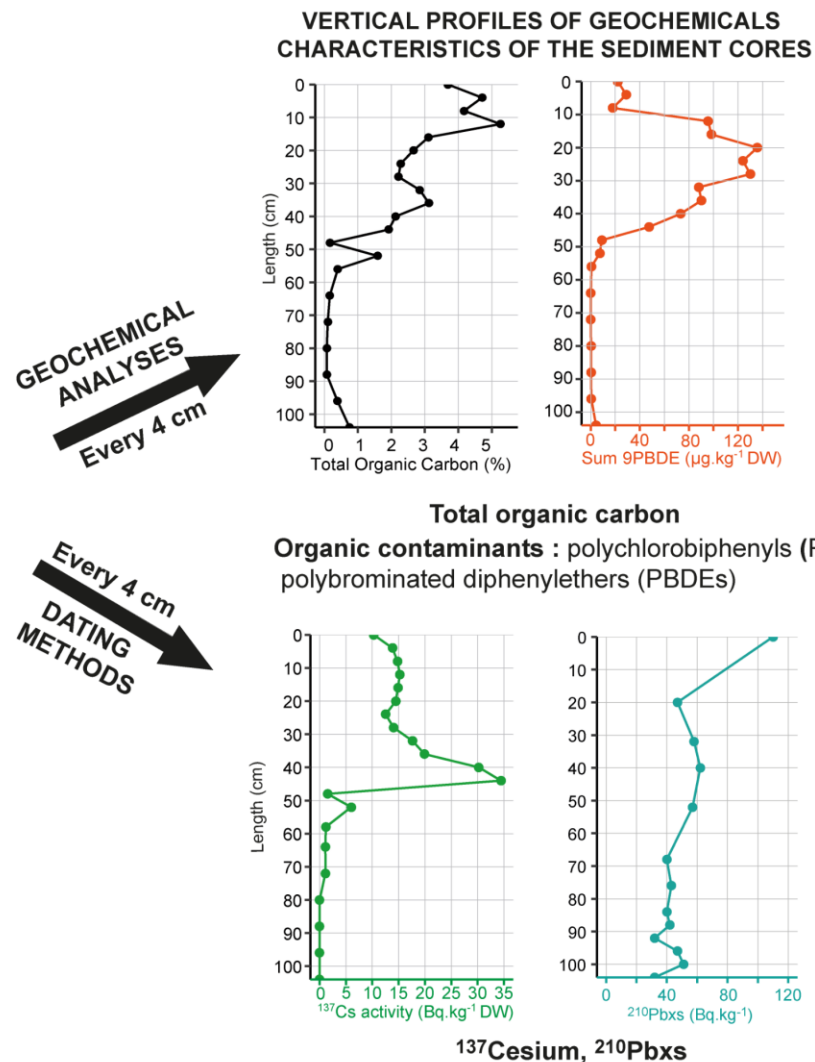 VERTICAL PROFILES OF GEOCHEMICALS
CHARACTERISTICS OF THE SEDIMENT CORES
GEOCHEMICAL
ANALYSES
Every 4 cm
0
10
20
30
40
50
60
70
80
90
100
Length (cm)
0 1 2 3 4 5
Total Organic Carbon (%)
0
10
20
30
40
50
60
70
80
90
100
0 40 80 120
Sum 9PBDE (µg.kg⁻¹ DW)
Total organic carbon
Organic contaminants : polychlorobiphenyls (
polybrominated diphenylethers (PBDEs)
Every 4 cm
DATING
METHODS
0
10
20
30
40
50
60
70
80
90
100
Length (cm)
0 5 10 15 20 25 30 35
¹³⁷Cs activity (Bq.kg⁻¹ DW)
0
10
20
30
40
50
60
70
80
90
100
0 40 80 120
²¹⁰Pbxs (Bq.kg⁻¹)
¹³⁷Cesium, ²¹⁰Pbxs